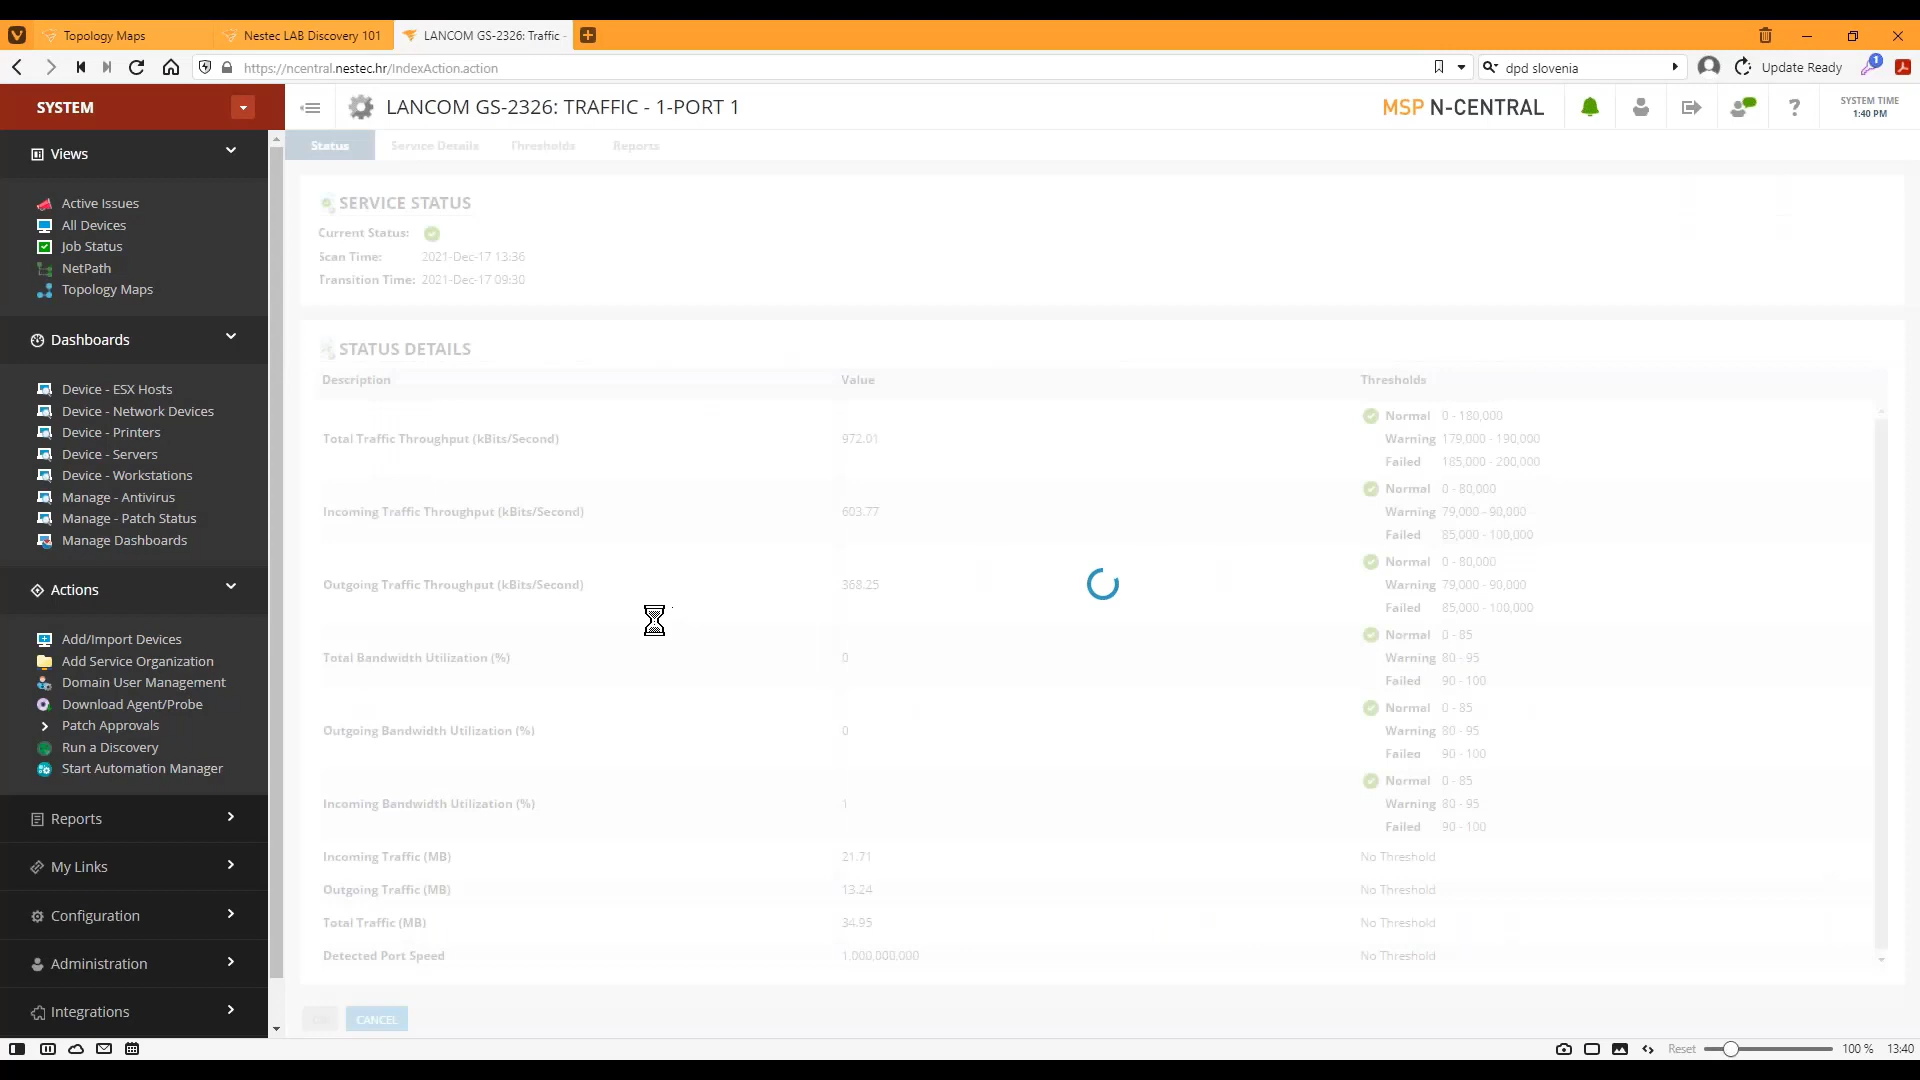 Topology Maps
Nestec LAB Discovery 101
LANCOM GS-2326: Traffic -
https://ncentral.nestec.hr/IndexAction.action
dpd slovenia
Update Ready
1
SYSTEM
LANCOM GS-2326: TRAFFIC - 1-PORT 1
MSP N-CENTRAL
?
SYSTEM TIME
1:40 PM
Views
Active Issues
All Devices
Job Status
NetPath
Topology Maps
Dashboards
Device - ESX Hosts
Device - Network Devices
Device - Printers
Device - Servers
Device - Workstations
Manage - Antivirus
Manage - Patch Status
Manage Dashboards
Actions
Add/Import Devices
Add Service Organization
Domain User Management
Download Agent/Probe
Patch Approvals
Run a Discovery
Start Automation Manager
Reports
My Links
Configuration
Administration
Integrations
Status Service Details Thresholds Reports
SERVICE STATUS
Current Status:
Scan Time: 2021-Dec-17 13:36
Transition Time: 2021-Dec-17 09:30
STATUS DETAILS
Description Value Thresholds
Total Traffic Throughput (kBits/Second) 972.01
Normal 0 - 180,000
Warning 179,000 - 190,000
Failed 185,000 - 200,000
Incoming Traffic Throughput (kBits/Second) 603.77
Normal 0 - 80,000
Warning 79,000 - 90,000
Failed 85,000 - 100,000
Outgoing Traffic Throughput (kBits/Second) 368.25
Normal 0 - 80,000
Warning 79,000 - 90,000
Failed 85,000 - 100,000
Total Bandwidth Utilization (%) 0
Normal 0 - 85
Warning 80 - 95
Failed 90 - 100
Outgoing Bandwidth Utilization (%) 0
Normal 0 - 85
Warning 80 - 95
Failed 90 - 100
Incoming Bandwidth Utilization (%) 1
Normal 0 - 85
Warning 80 - 95
Failed 90 - 100
Incoming Traffic (MB) 21.71 No Threshold
Outgoing Traffic (MB) 13.24 No Threshold
Total Traffic (MB) 34.95 No Threshold
Detected Port Speed 1,000,000,000 No Threshold
CANCEL
Reset
100 %
13:40